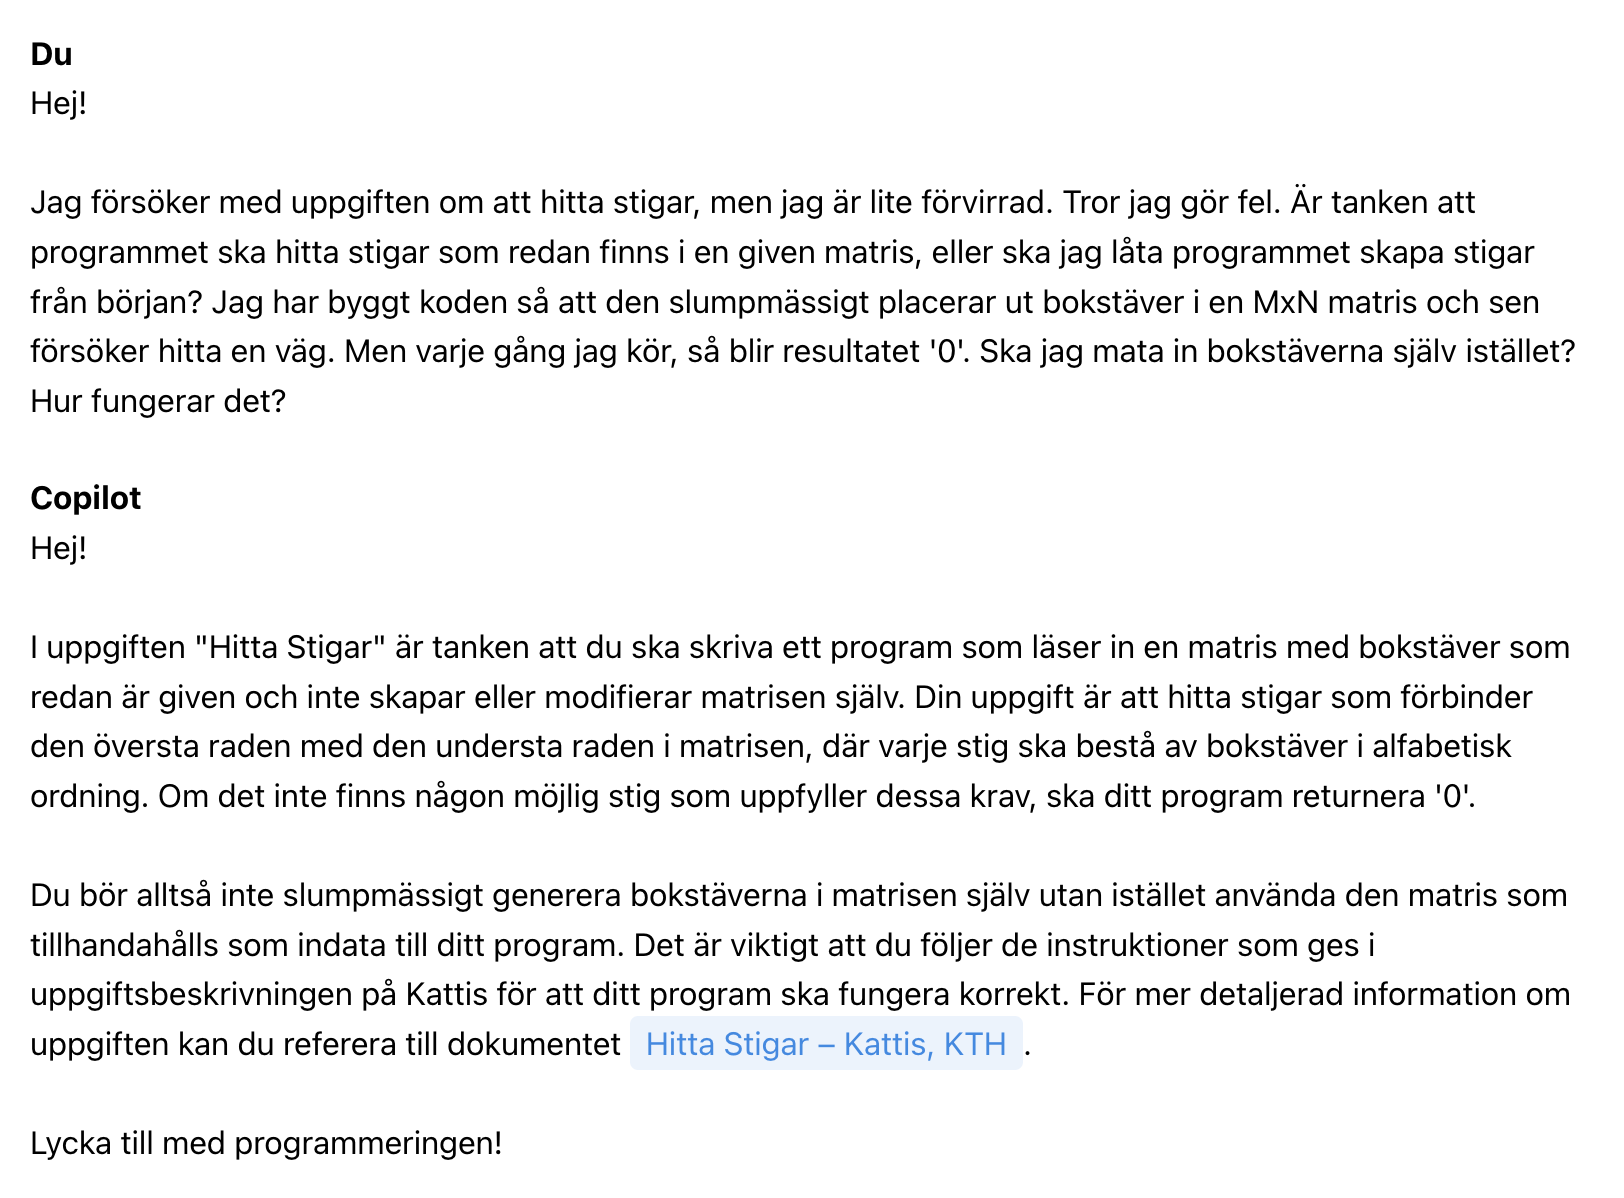 Du
Hej!
Jag försöker med uppgiften om att hitta stigar, men jag är lite förvirrad. Tror jag gör fel. Är tanken att
programmet ska hitta stigar som redan finns i en given matris, eller ska jag låta programmet skapa stigar
från början? Jag har byggt koden så att den slumpmässigt placerar ut bokstäver i en MxN matris och sen
försöker hitta en väg. Men varje gång jag kör, så blir resultatet '0'. Ska jag mata in bokstäverna själv istället?
Hur fungerar det?
Copilot
Hej!
I uppgiften "Hitta Stigar" är tanken att du ska skriva ett program som läser in en matris med bokstäver som
redan är given och inte skapar eller modifierar matrisen själv. Din uppgift är att hitta stigar som förbinder
den översta raden med den understa raden i matrisen, där varje stig ska bestå av bokstäver i alfabetisk
ordning. Om det inte finns någon möjlig stig som uppfyller dessa krav, ska ditt program returnera '0'.
Du bör alltså inte slumpmässigt generera bokstäverna i matrisen själv utan istället använda den matris som
tillhandahålls som indata till ditt program. Det är viktigt att du följer de instruktioner som ges i
uppgiftsbeskrivningen på Kattis för att ditt program ska fungera korrekt. För mer detaljerad information om
uppgiften kan du referera till dokumentet Hitta Stigar – Kattis, KTH .
Lycka till med programmeringen!